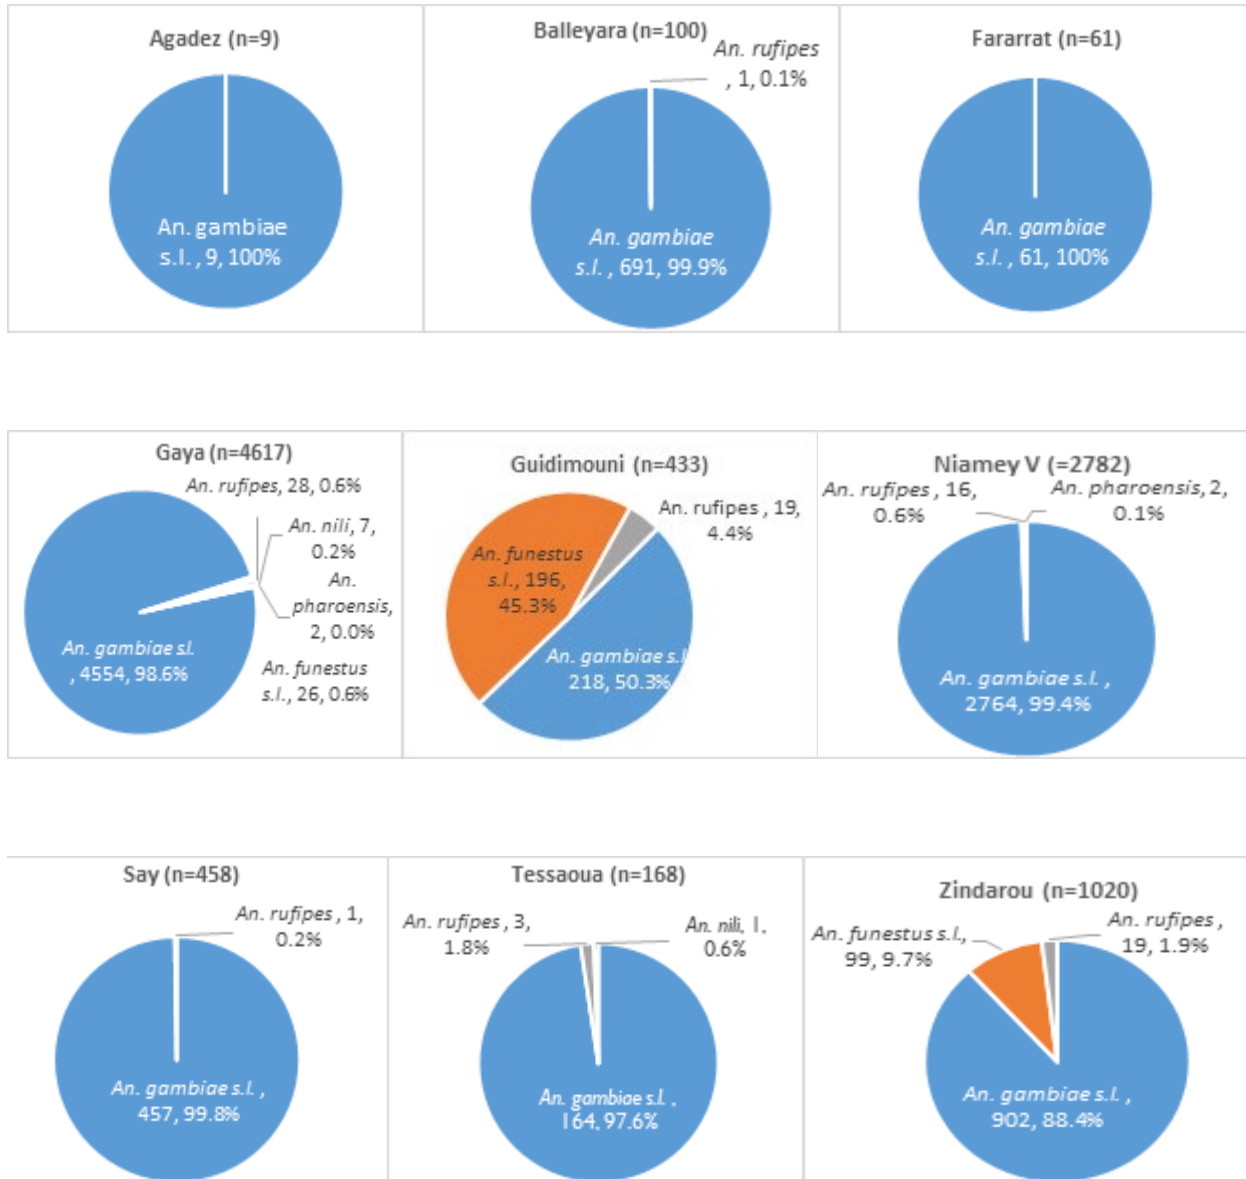 Agadez (n=9)
An. gambiae
s.l. , 9, 100%
Balleyara (n=100)
An. rufipes
, 1, 0.1%
An. gambiae
s.l. , 691, 99.9%
Fararrat (n=61)
An. gambiae
s.l. , 61, 100%
Gaya (n=4617)
An. rufipes, 28, 0.6%
An. nili, 7,
0.2%
An.
pharoensis,
2, 0.0%
An. gambiae s.l.
, 4554, 98.6%
An. funestus
s.l., 26, 0.6%
Guidimouni (n=433)
An. rufipes , 19,
4.4%
An. funestus
s.l., 196,
45.3%
An. gambiae s.l
218, 50.3%
Niamey V (=2782)
An. rufipes , 16,
0.6%
An. pharoensis, 2,
0.1%
An. gambiae s.l. ,
2764, 99.4%
Say (n=458)
An. rufipes , 1,
0.2%
An. gambiae s.l. ,
457, 99.8%
Tessaoua (n=168)
An. rufipes , 3,
1.8%
An. nili, 1,
0.6%
An. gambiae s.l. ,
164, 97.6%
Zindarou (n=1020)
An. funestus s.l.,
99, 9.7%
An. rufipes ,
19, 1.9%
An. gambiae s.l. ,
902, 88.4%